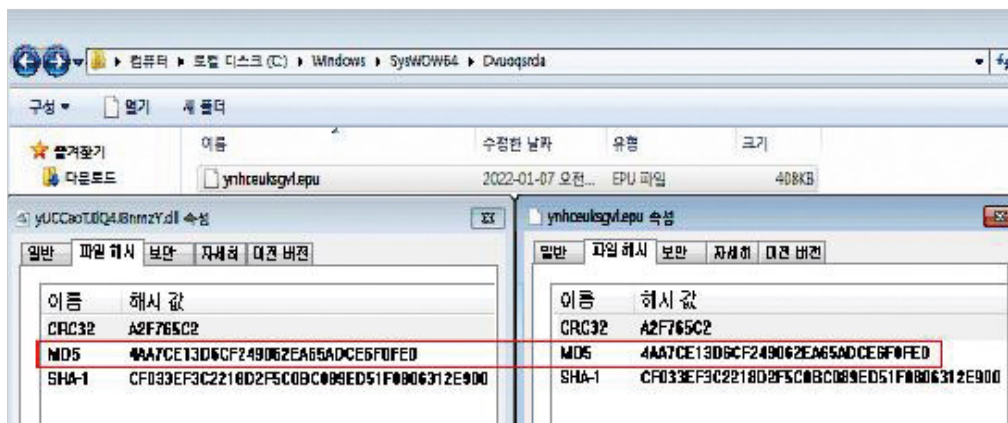 컴퓨터 ▸ 로컬 디스크 (C:) ▸ Windows ▸ SysWOW64 ▸ Dvuoqsrda
구성 열기 새 폴더
즐겨찾기
다운로드
이름 수정한 날짜 유형 크기
ynhceuksgvl.epu 2022-01-07 오전... EPU 파일 408KB
속성
일반 파일 해시 보안 자세히 이전 버전
이름 해시 값
CRC32 A2F765C2
MD5 4AA7CE13D6CF249062EA65ADCE6F0FE0
SHA-1 CF033EF3C2218D2F5C0BC089ED51F0806312E900
ynhceuksgvl.epu 속성
일반 파일 해시 보안 자세히 이전 버전
이름 해시 값
CRC32 A2F765C2
MD5 4AA7CE13D6CF249062EA65ADCE6F0FE0
SHA-1 CF033EF3C2218D2F5C0BC089ED51F0806312E900